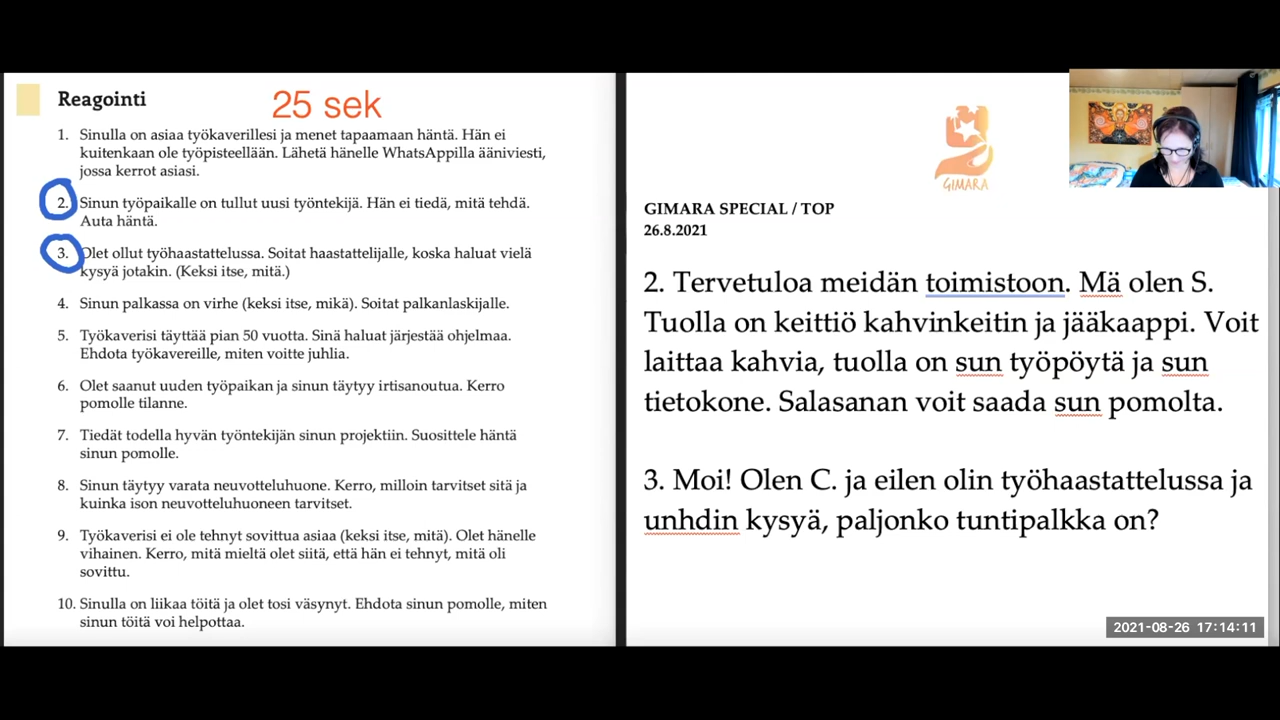 Reagointi
25 sek
1. Sinulla on asiaa työkaverillesi ja menet tapaamaan häntä. Hän ei
kuitenkaan ole työpisteellään. Lähetä hänelle WhatsAppilla ääniviesti,
jossa kerrot asiasi.
2. Sinun työpaikalle on tullut uusi työntekijä. Hän ei tiedä, mitä tehdä.
Auta häntä.
3. Olet ollut työhaastattelussa. Soitat haastattelijalle, koska haluat vielä
kysyä jotakin. (Keksi itse, mitä.)
4. Sinun palkassa on virhe (keksi itse, mikä). Soitat palkanlaskijalle.
5. Työkaverisi täyttää pian 50 vuotta. Sinä haluat järjestää ohjelmaa.
Ehdota työkavereille, miten voitte juhlia.
6. Olet saanut uuden työpaikan ja sinun täytyy irtisanoutua. Kerro
pomolle tilanne.
7. Tiedät todella hyvän työntekijän sinun projektiin. Suosittele häntä
sinun pomolle.
8. Sinun täytyy varata neuvotteluhuone. Kerro, milloin tarvitset sitä ja
kuinka ison neuvotteluhuoneen tarvitset.
9. Työkaverisi ei ole tehnyt sovittua asiaa (keksi itse, mitä). Olet hänelle
vihainen. Kerro, mitä mieltä olet siitä, että hän ei tehnyt, mitä oli
sovittu.
10. Sinulla on liikaa töitä ja olet tosi väsynyt. Ehdota sinun pomolle, miten
sinun töitä voi helpottaa.
GIMARA
GIMARA SPECIAL / TOP
26.8.2021
2. Tervetuloa meidän toimistoon. Mä olen S.
Tuolla on keittiö kahvinkeitin ja jääkaappi. Voit
laittaa kahvia, tuolla on sun työpöytä ja sun
tietokone. Salasanan voit saada sun pomolta.
3. Moi! Olen C. ja eilen olin työhaastattelussa ja
unhdin kysyä, paljonko tuntipalkka on?
2021-08-26 17:14:11